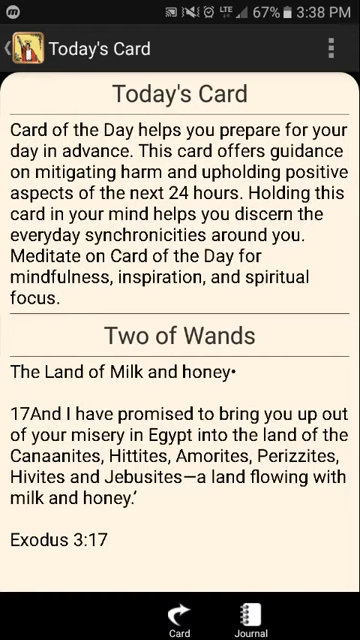 LTE 67% 3:38 PM
Today's Card
Today's Card
Card of the Day helps you prepare for your
day in advance. This card offers guidance
on mitigating harm and upholding positive
aspects of the next 24 hours. Holding this
card in your mind helps you discern the
everyday synchronicities around you.
Meditate on Card of the Day for
mindfulness, inspiration, and spiritual
focus.
Two of Wands
The Land of Milk and honey•
17And I have promised to bring you up out
of your misery in Egypt into the land of the
Canaanites, Hittites, Amorites, Perizzites,
Hivites and Jebusites—a land flowing with
milk and honey.’
Exodus 3:17
Card Journal